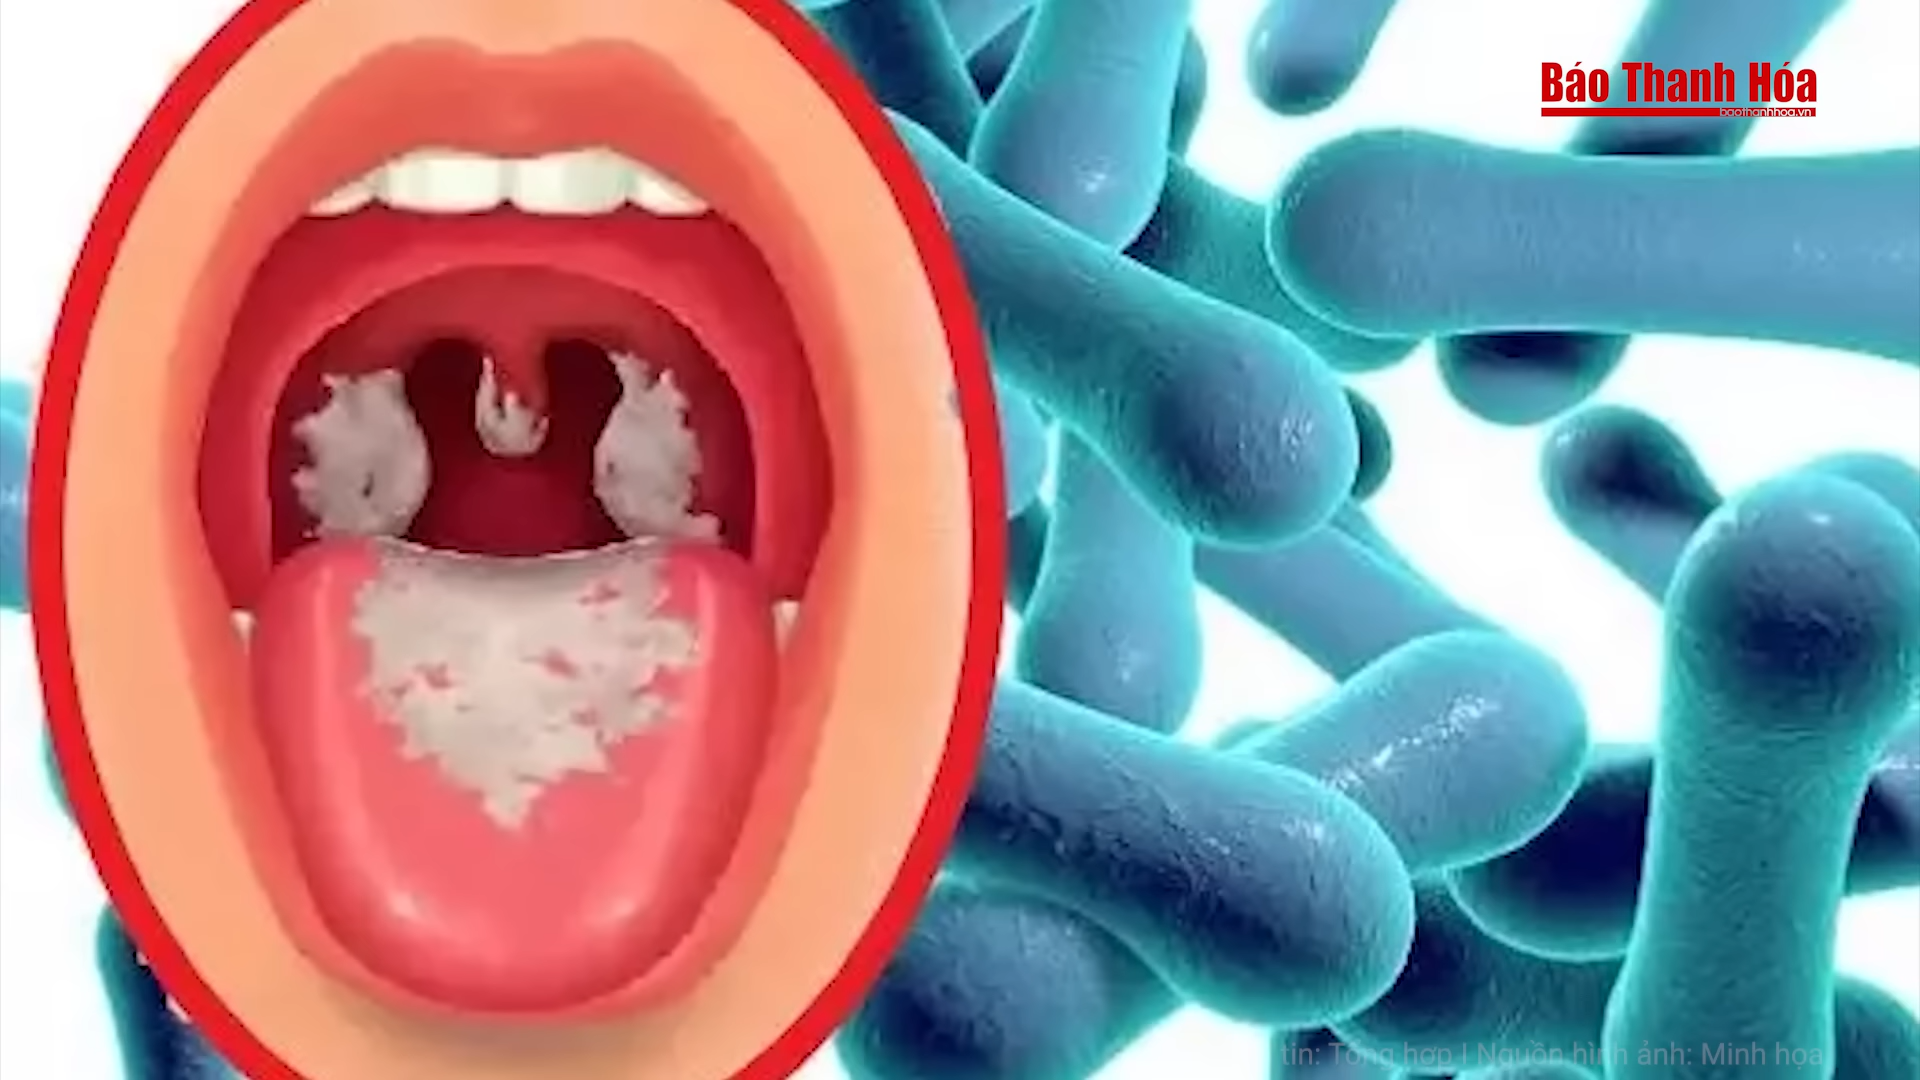 Báo Thanh Hóa
baothanhhoa.vn
tin: Tổng hợp | Nguồn hình ảnh: Minh họa